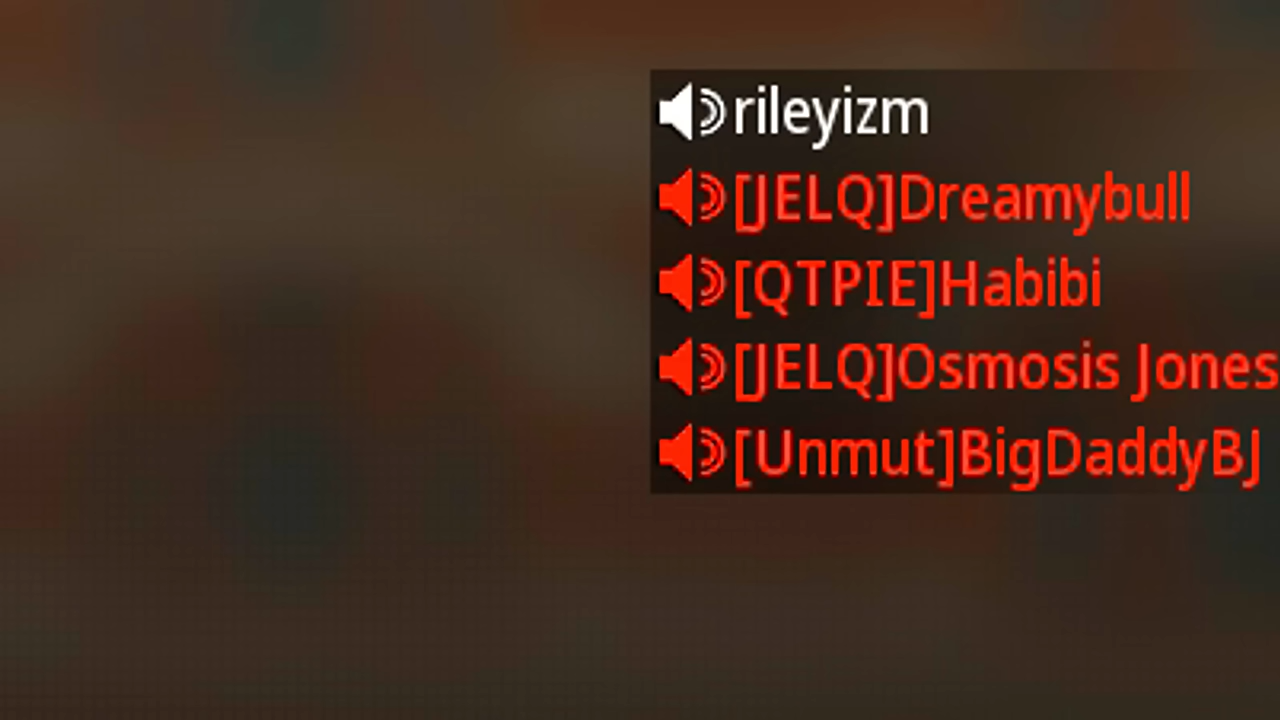 rileyizm
[JELQ]Dreamybull
[QTPIE]Habibi
[JELQ]Osmosis Jones
[Unmut]BigDaddyBJ